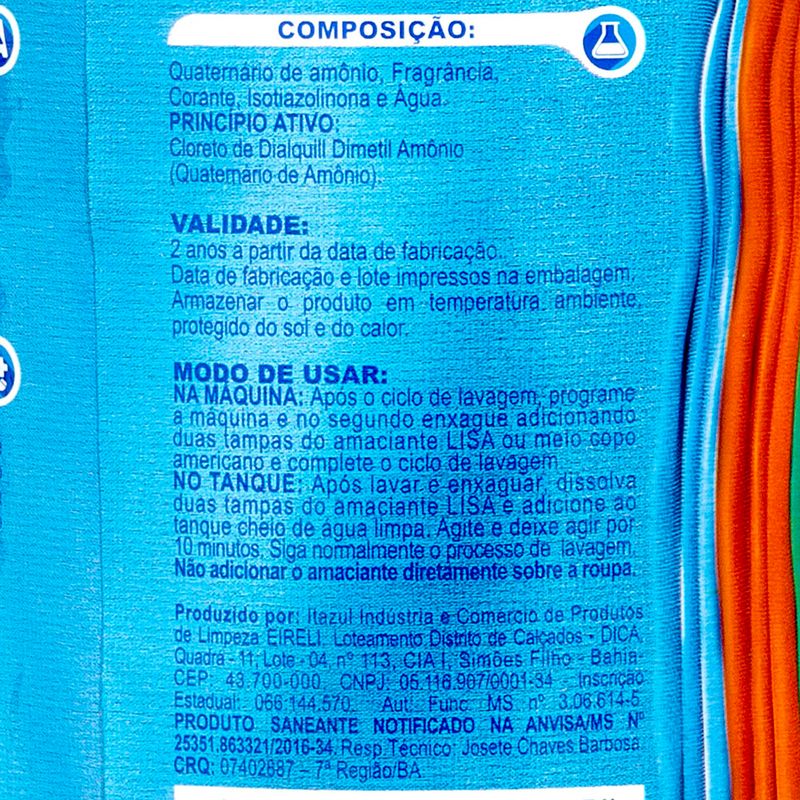 COMPOSIÇÃO:
Quaternário de amônio, Fragrância,
Corante, Isotiazolinona e Água.
PRINCÍPIO ATIVO:
Cloreto de Dialquill Dimetil Amônio
(Quaternário de Amônio).
VALIDADE:
2 anos a partir da data de fabricação.
Data de fabricação e lote impressos na embalagem.
Armazenar o produto em temperatura ambiente,
protegido do sol e do calor.
MODO DE USAR:
NA MÁQUINA: Após o ciclo de lavagem, programe
a máquina e no segundo enxague adicionando
duas tampas do amaciante LISA ou meio copo
americano e complete o ciclo de lavagem
NO TANQUE: Após lavar e enxaguar, dissolva
duas tampas do amaciante LISA e adicione ao
tanque cheio de água limpa. Agite e deixe agir por
10 minutos. Siga normalmente o processo de lavagem.
Não adicionar o amaciante diretamente sobre a roupa.
Produzido por: Itazul Indústria e Comercio de Produtos
de Limpeza EIRELI. Loteamento Distrito de Calçados - DICA,
Quadra - 11, Lote - 04, nº 113, CIA I, Simões Filho - Bahia-
CEP: 43.700-000. CNPJ: 05.116.907/0001-34 - Inscrição
Estadual: 066.144.570. Aut. Func. MS nº 3.06.614-5
PRODUTO SANEANTE NOTIFICADO NA ANVISA/MS Nº
25351.863321/2016-34, Resp.Técnico: Josete Chaves Barbosa
CRQ: 07402687 – 7ª Região/BA.